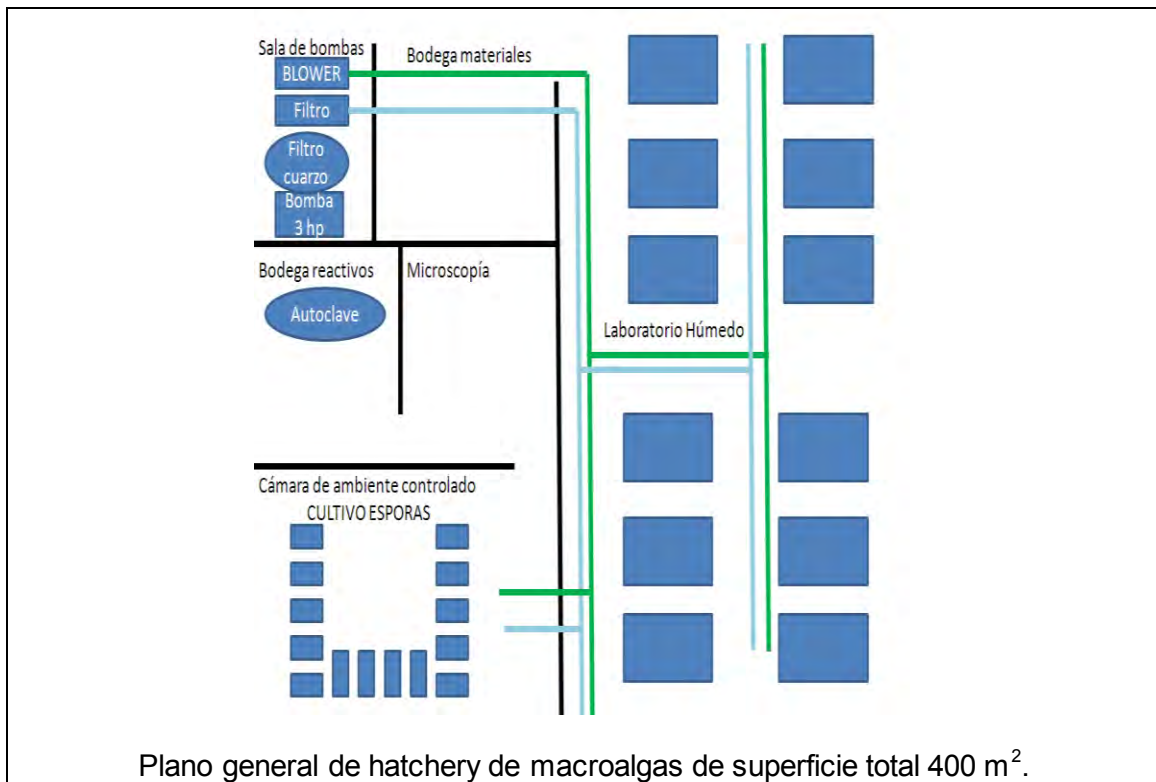 Sala de bombas
BLOWER
Filtro
Filtro
cuarzo
Bomba
3 hp
Bodega materiales
Bodega reactivos
Autoclave
Microscopía
Laboratorio Húmedo
Cámara de ambiente controlado
CULTIVO ESPORAS
Plano general de hatchery de macroalgas de superficie total 400 m².